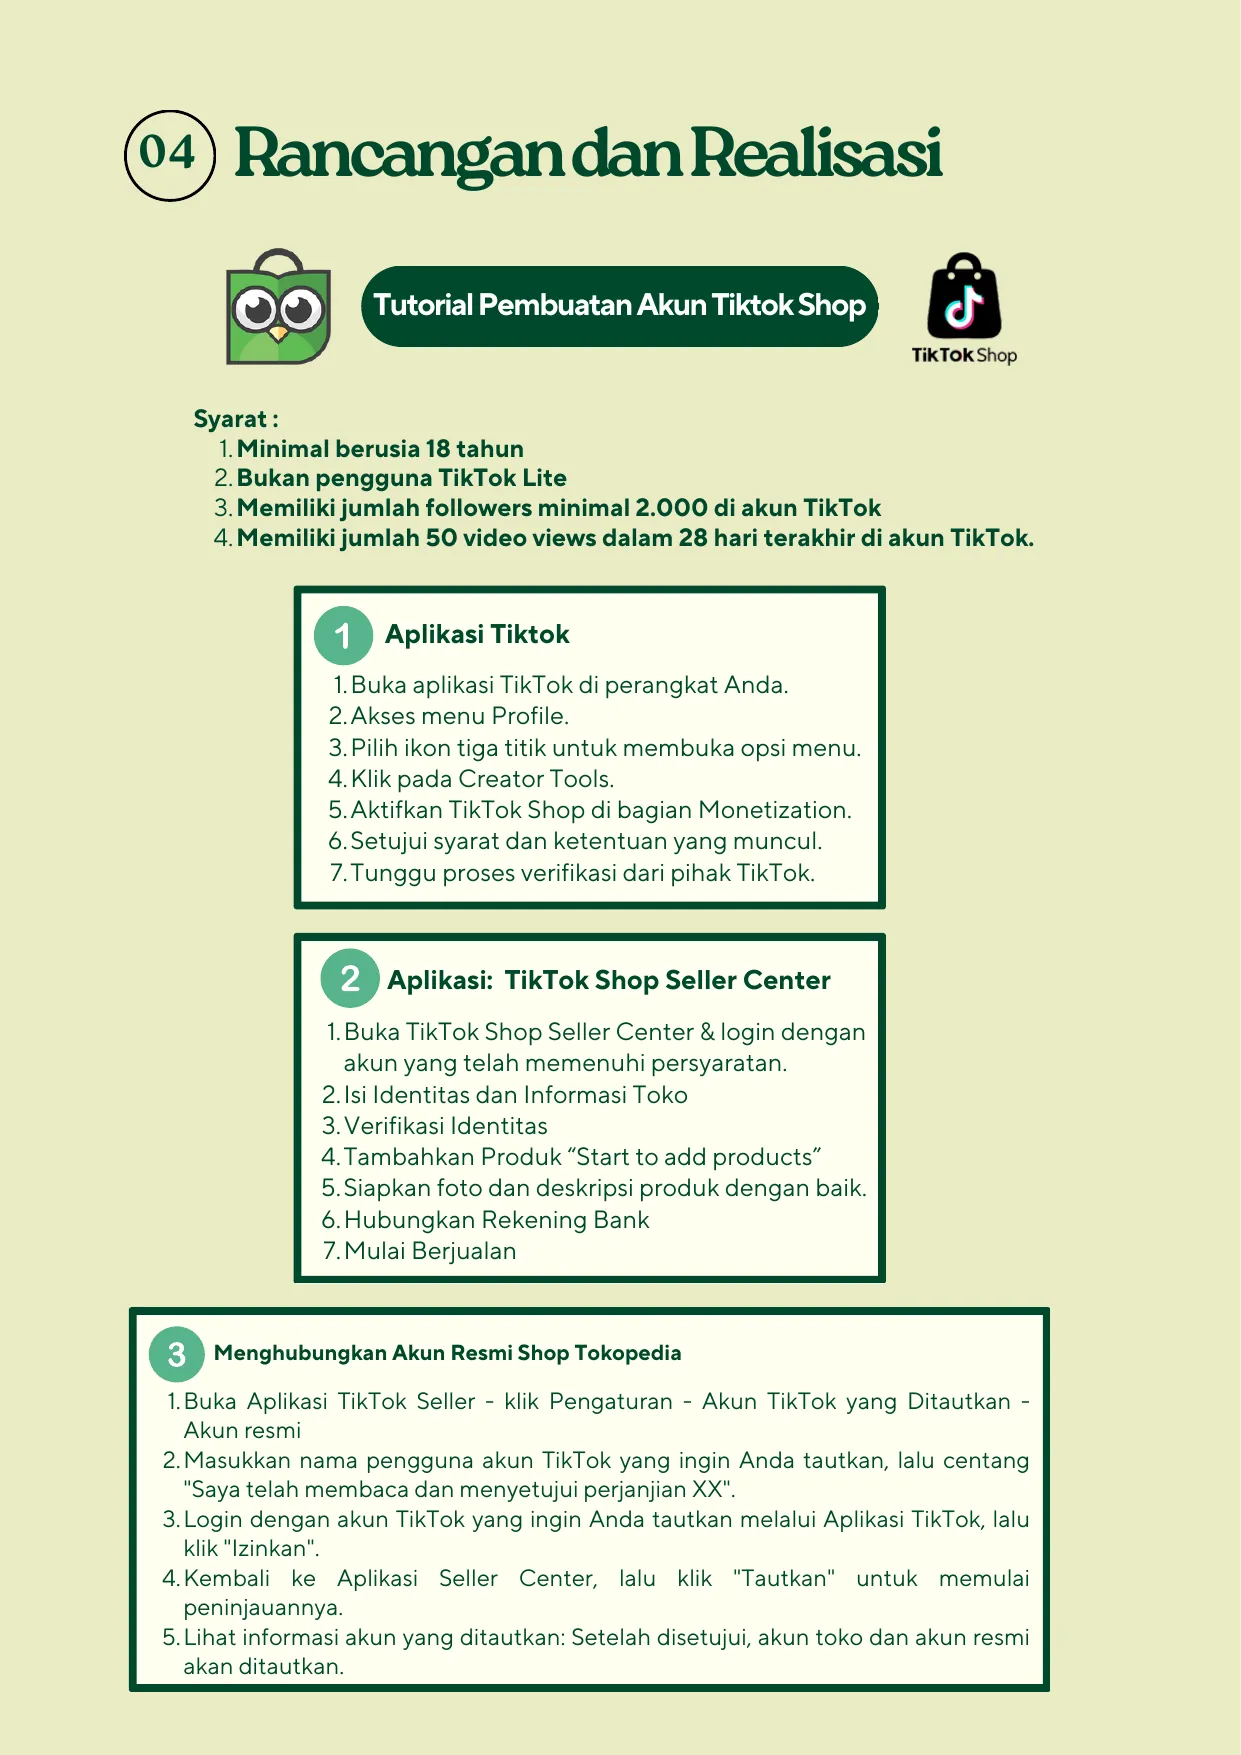 04 Rancangan dan Realisasi
Tutorial Pembuatan Akun Tiktok Shop
TikTok Shop
Syarat :
1. Minimal berusia 18 tahun
2. Bukan pengguna TikTok Lite
3. Memiliki jumlah followers minimal 2.000 di akun TikTok
4. Memiliki jumlah 50 video views dalam 28 hari terakhir di akun TikTok.
1 Aplikasi Tiktok
1. Buka aplikasi TikTok di perangkat Anda.
2. Akses menu Profile.
3. Pilih ikon tiga titik untuk membuka opsi menu.
4. Klik pada Creator Tools.
5. Aktifkan TikTok Shop di bagian Monetization.
6. Setujui syarat dan ketentuan yang muncul.
7. Tunggu proses verifikasi dari pihak TikTok.
2 Aplikasi: TikTok Shop Seller Center
1. Buka TikTok Shop Seller Center & login dengan
akun yang telah memenuhi persyaratan.
2. Isi Identitas dan Informasi Toko
3. Verifikasi Identitas
4. Tambahkan Produk “Start to add products”
5. Siapkan foto dan deskripsi produk dengan baik.
6. Hubungkan Rekening Bank
7. Mulai Berjualan
3 Menghubungkan Akun Resmi Shop Tokopedia
1. Buka Aplikasi TikTok Seller - klik Pengaturan - Akun TikTok yang Ditautkan -
Akun resmi
2. Masukkan nama pengguna akun TikTok yang ingin Anda tautkan, lalu centang
"Saya telah membaca dan menyetujui perjanjian XX".
3. Login dengan akun TikTok yang ingin Anda tautkan melalui Aplikasi TikTok, lalu
klik "Izinkan".
4. Kembali ke Aplikasi Seller Center, lalu klik "Tautkan" untuk memulai
peninjauannya.
5. Lihat informasi akun yang ditautkan: Setelah disetujui, akun toko dan akun resmi
akan ditautkan.